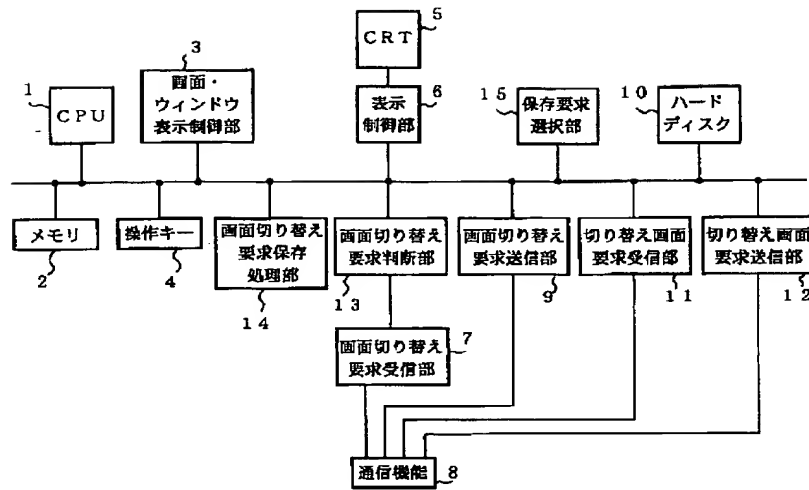 5
CRT
3
画面・
ウィンドウ
表示制御部
1
CPU
6
表示
制御部
15
保存要求
選択部
10
ハード
ディスク
メモリ
2
操作キー
4
画面切り替え
要求保存
処理部
14
画面切り替え
要求判断部
13
画面切り替え
要求送信部
9
切り替え画面
要求受信部
11
切り替え画面
要求送信部
12
画面切り替え
要求受信部
7
通信機能
8